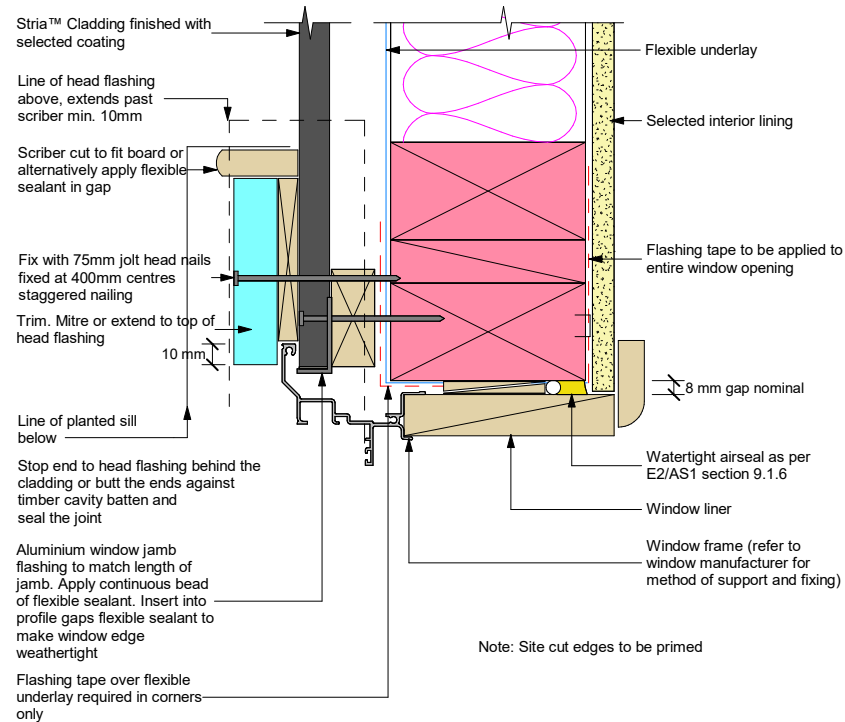 Stria™ Cladding finished with
selected coating
Line of head flashing
above, extends past
scriber min. 10mm
Scriber cut to fit board or
alternatively apply flexible
sealant in gap
Fix with 75mm jolt head nails
fixed at 400mm centres
staggered nailing
Trim. Mitre or extend to top of
head flashing
10 mm
Line of planted sill
below
Stop end to head flashing behind the
cladding or butt the ends against
timber cavity batten and
seal the joint
Aluminium window jamb
flashing to match length of
jamb. Apply continuous bead
of flexible sealant. Insert into
profile gaps flexible sealant to
make window edge
weathertight
Flashing tape over flexible
underlay required in corners
only
Flexible underlay
Selected interior lining
Flashing tape to be applied to
entire window opening
8 mm gap nominal
Watertight airseal as per
E2/AS1 section 9.1.6
Window liner
Window frame (refer to
window manufacturer for
method of support and fixing)
Note: Site cut edges to be primed